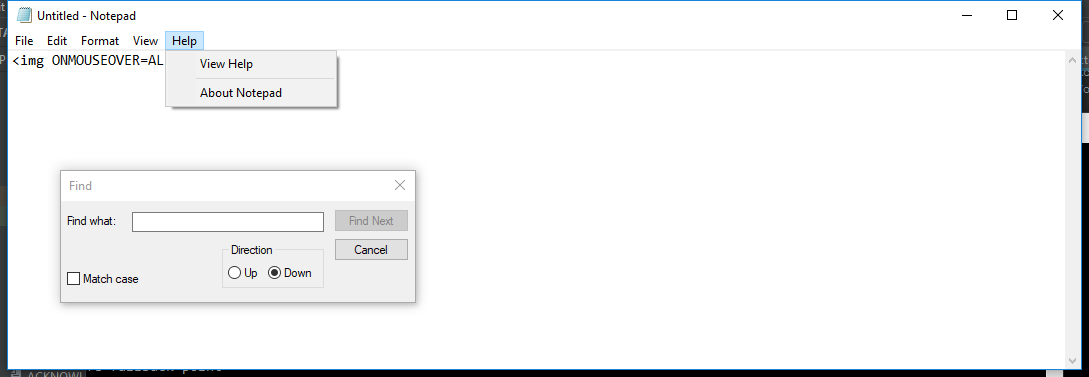 Untitled - Notepad
File Edit Format View Help
<img ONMOUSEOVER=AL
View Help
About Notepad
Find
Find what:
Find Next
Cancel
Direction
Up Down
Match case